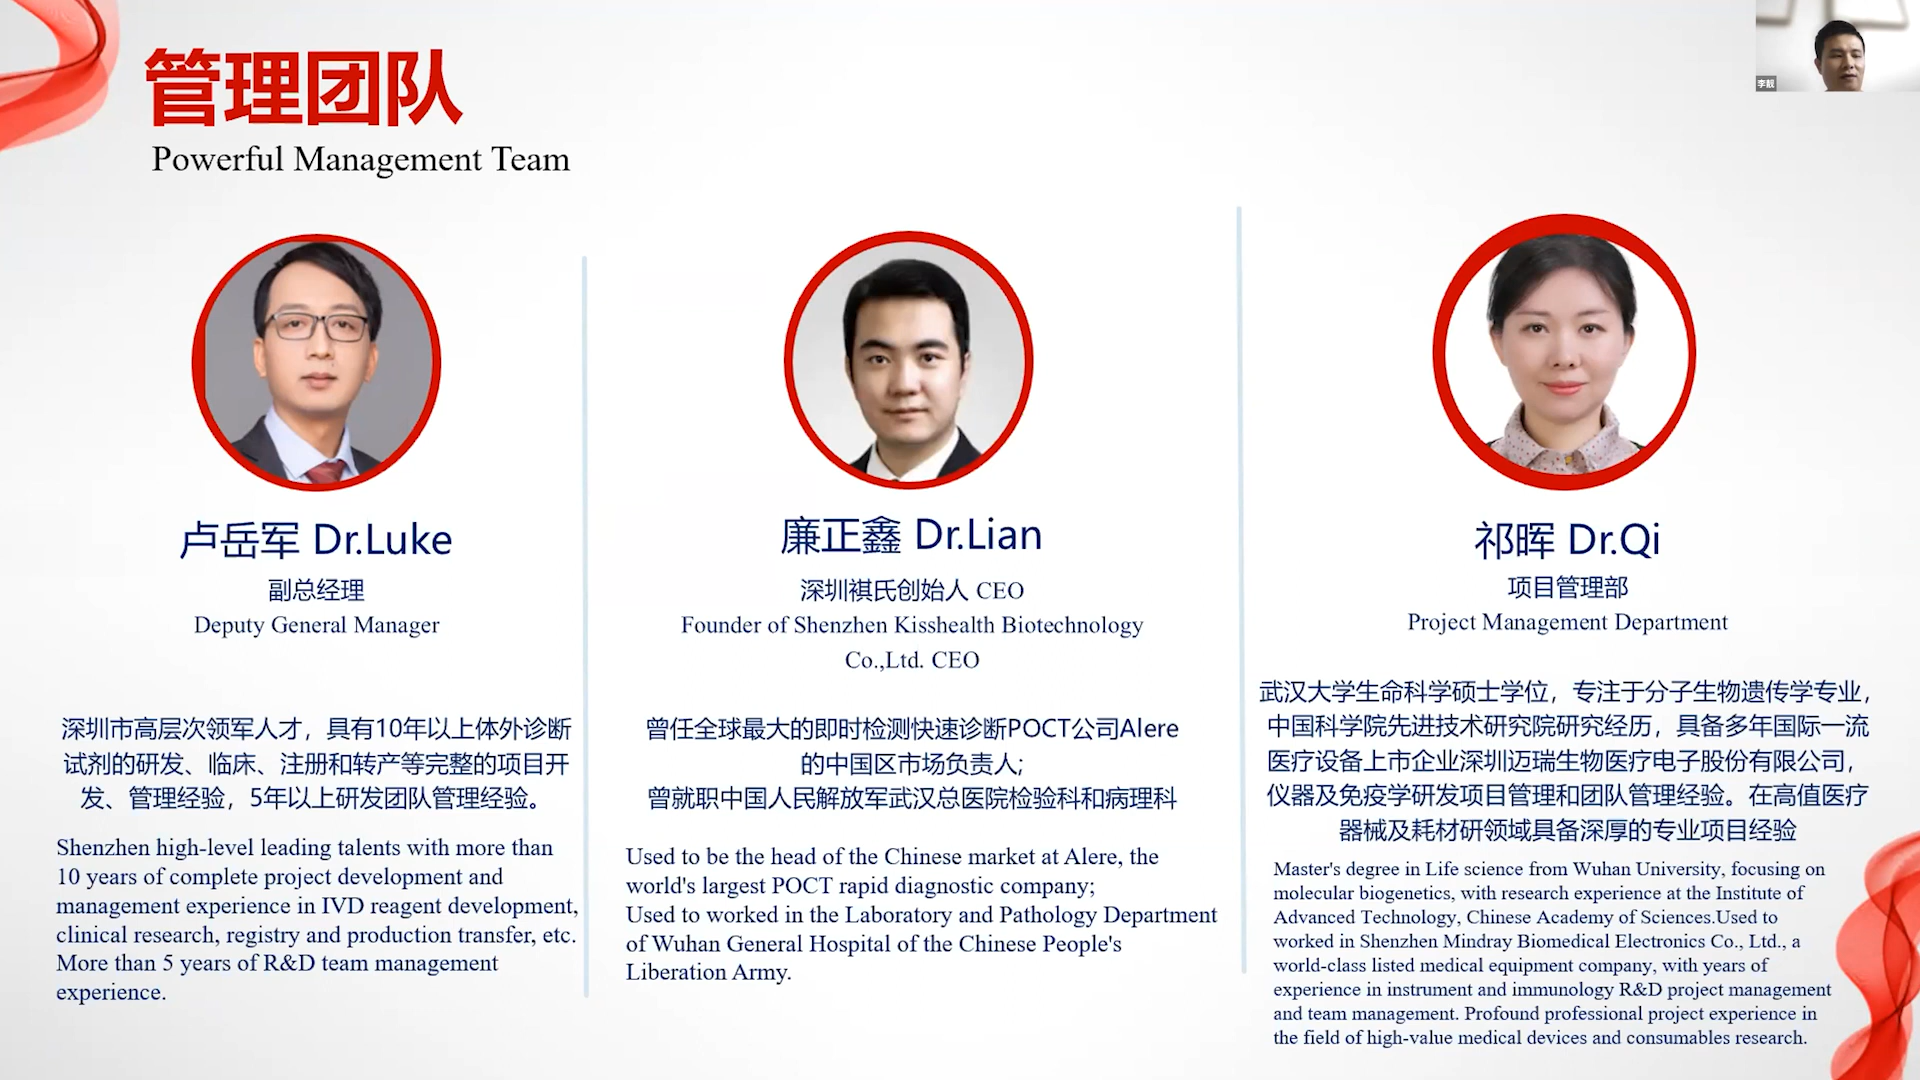 管理团队
Powerful Management Team
李靓
卢岳军 Dr.Luke
副总经理
Deputy General Manager
深圳市高层次领军人才，具有10年以上体外诊断
试剂的研发、临床、注册和转产等完整的项目开
发、管理经验，5年以上研发团队管理经验。
Shenzhen high-level leading talents with more than
10 years of complete project development and
management experience in IVD reagent development,
clinical research, registry and production transfer, etc.
More than 5 years of R&D team management
experience.
廉正鑫 Dr.Lian
深圳祺氏创始人 CEO
Founder of Shenzhen Kisshealth Biotechnology
Co.,Ltd. CEO
曾任全球最大的即时检测快速诊断POCT公司Alere
的中国区市场负责人;
曾就职中国人民解放军武汉总医院检验科和病理科
Used to be the head of the Chinese market at Alere, the
world's largest POCT rapid diagnostic company;
Used to worked in the Laboratory and Pathology Department
of Wuhan General Hospital of the Chinese People's
Liberation Army.
祁晖 Dr.Qi
项目管理部
Project Management Department
武汉大学生命科学硕士学位，专注于分子生物遗传学专业，
中国科学院先进技术研究院研究经历，具备多年国际一流
医疗设备上市企业深圳迈瑞生物医疗电子股份有限公司，
仪器及免疫学研发项目管理和团队管理经验。在高值医疗
器械及耗材研领域具备深厚的专业项目经验
Master's degree in Life science from Wuhan University, focusing on
molecular biogenetics, with research experience at the Institute of
Advanced Technology, Chinese Academy of Sciences.Used to
worked in Shenzhen Mindray Biomedical Electronics Co., Ltd., a
world-class listed medical equipment company, with years of
experience in instrument and immunology R&D project management
and team management. Profound professional project experience in
the field of high-value medical devices and consumables research.